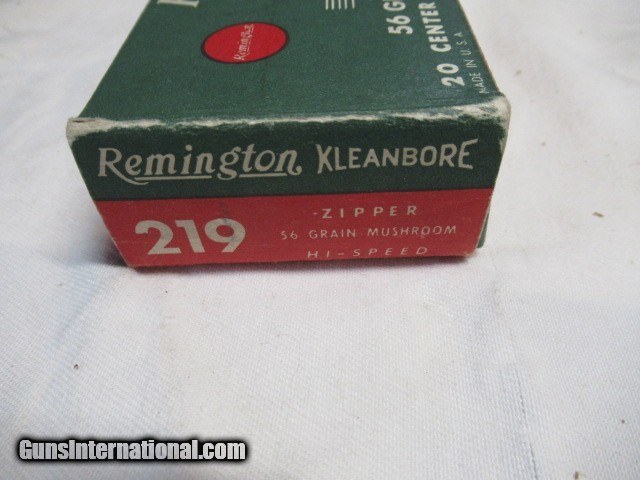 56 G
20 CENTER
MADE IN U.S.A.
Remington
Remington KLEANBORE
219
ZIPPER
56 GRAIN MUSHROOM
HI-SPEED
GunsInternational.com